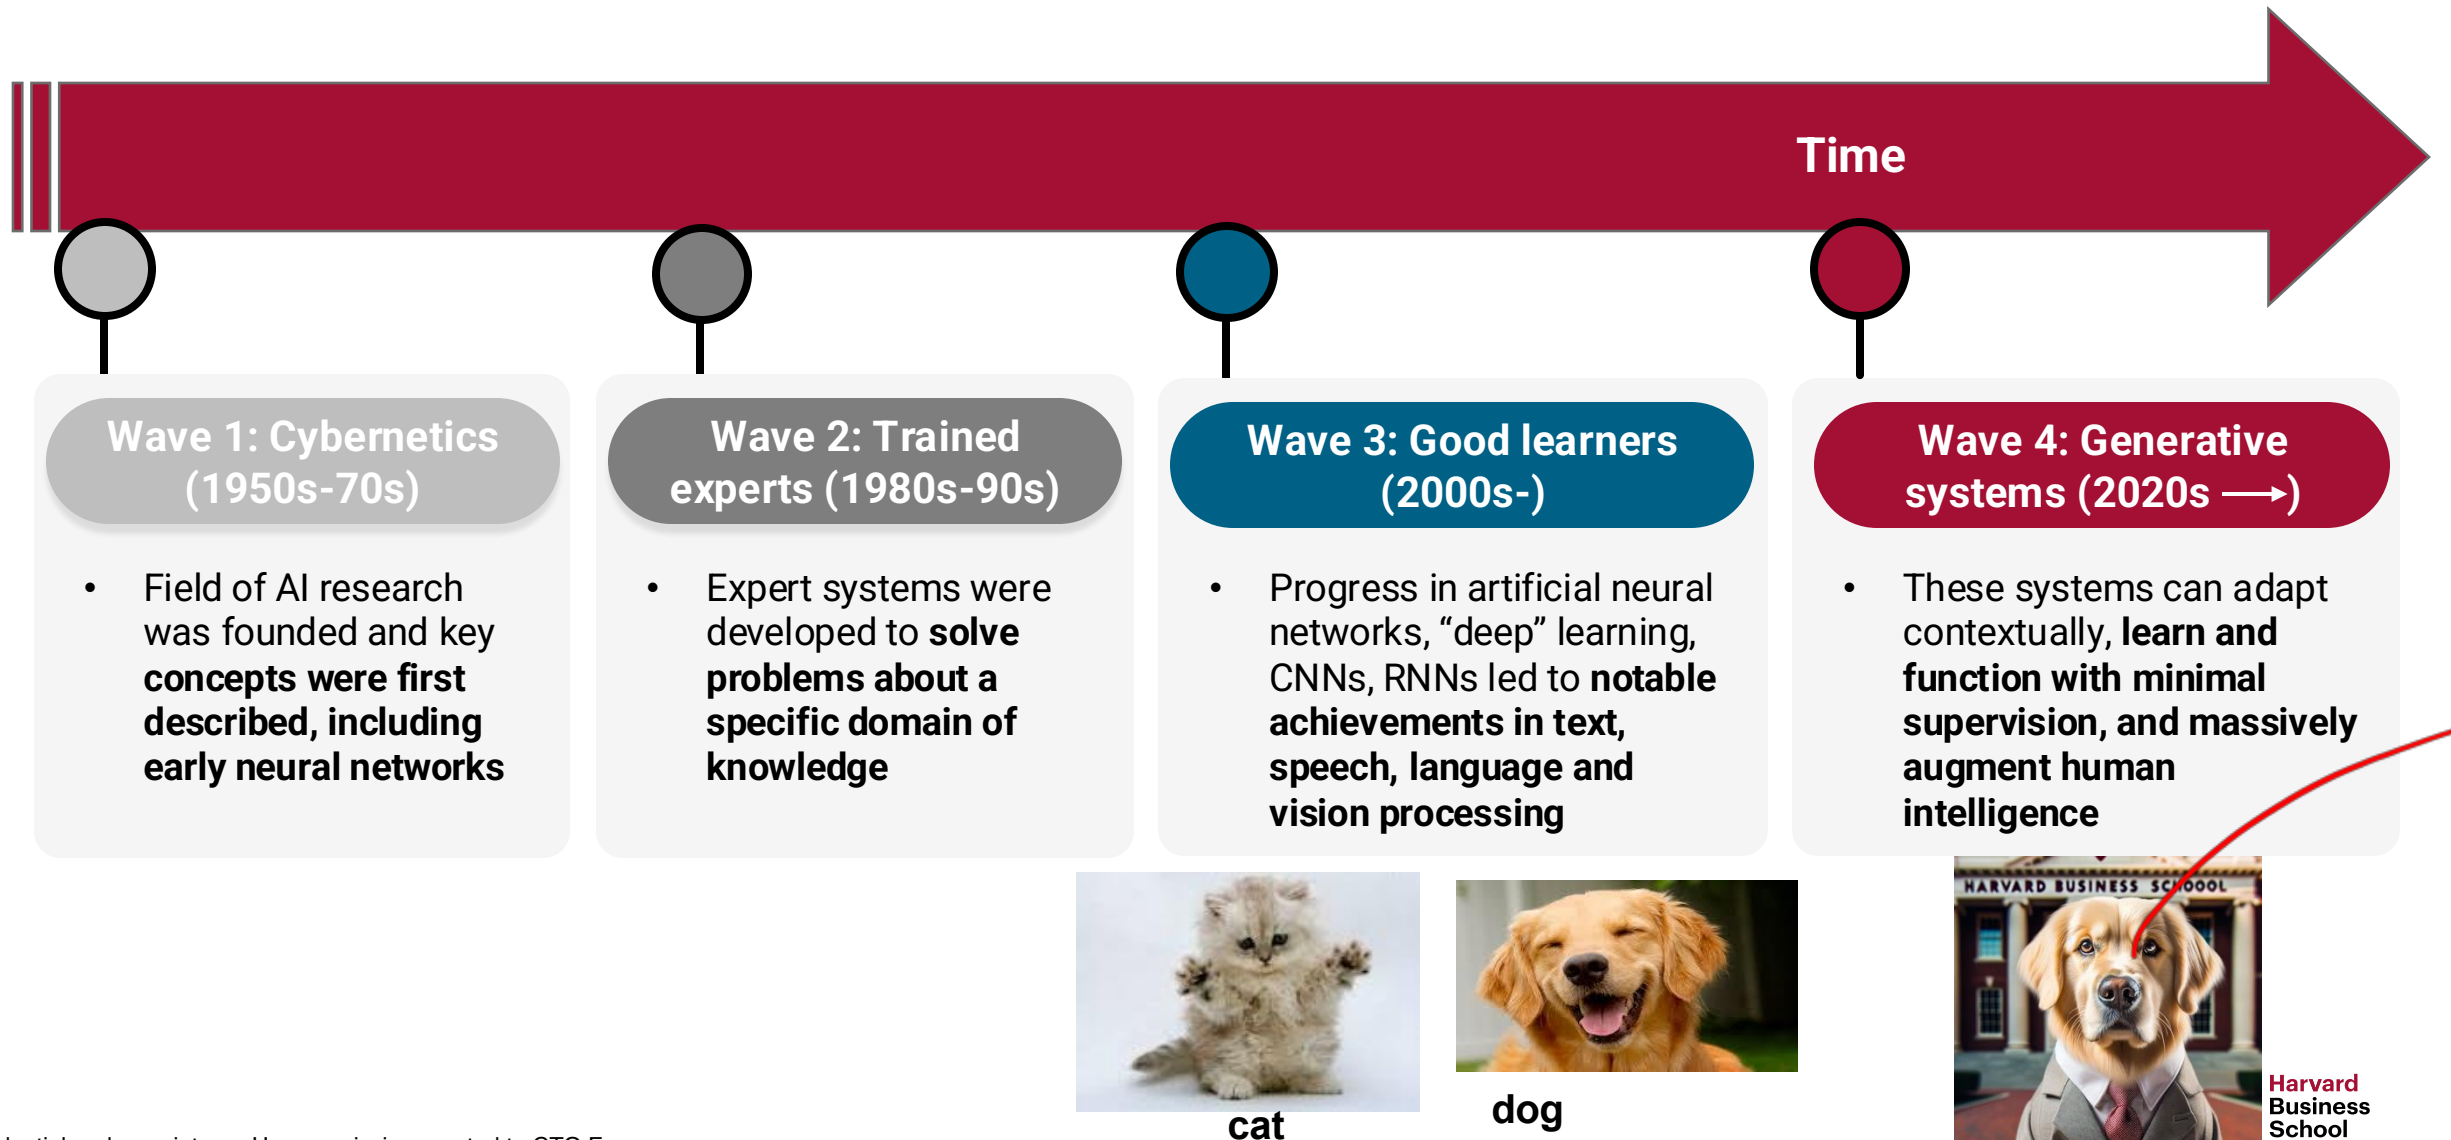 Time
Wave 1: Cybernetics
(1950s-70s)
• Field of AI research
was founded and key
concepts were first
described, including
early neural networks
Wave 2: Trained
experts (1980s-90s)
• Expert systems were
developed to solve
problems about a
specific domain of
knowledge
Wave 3: Good learners
(2000s-)
• Progress in artificial neural
networks, “deep” learning,
CNNs, RNNs led to notable
achievements in text,
speech, language and
vision processing
Wave 4: Generative
systems (2020s ⟶)
• These systems can adapt
contextually, learn and
function with minimal
supervision, and massively
augment human
intelligence
cat
dog
HARVARD BUSINESS SCHOOOL
Harvard
Business
School